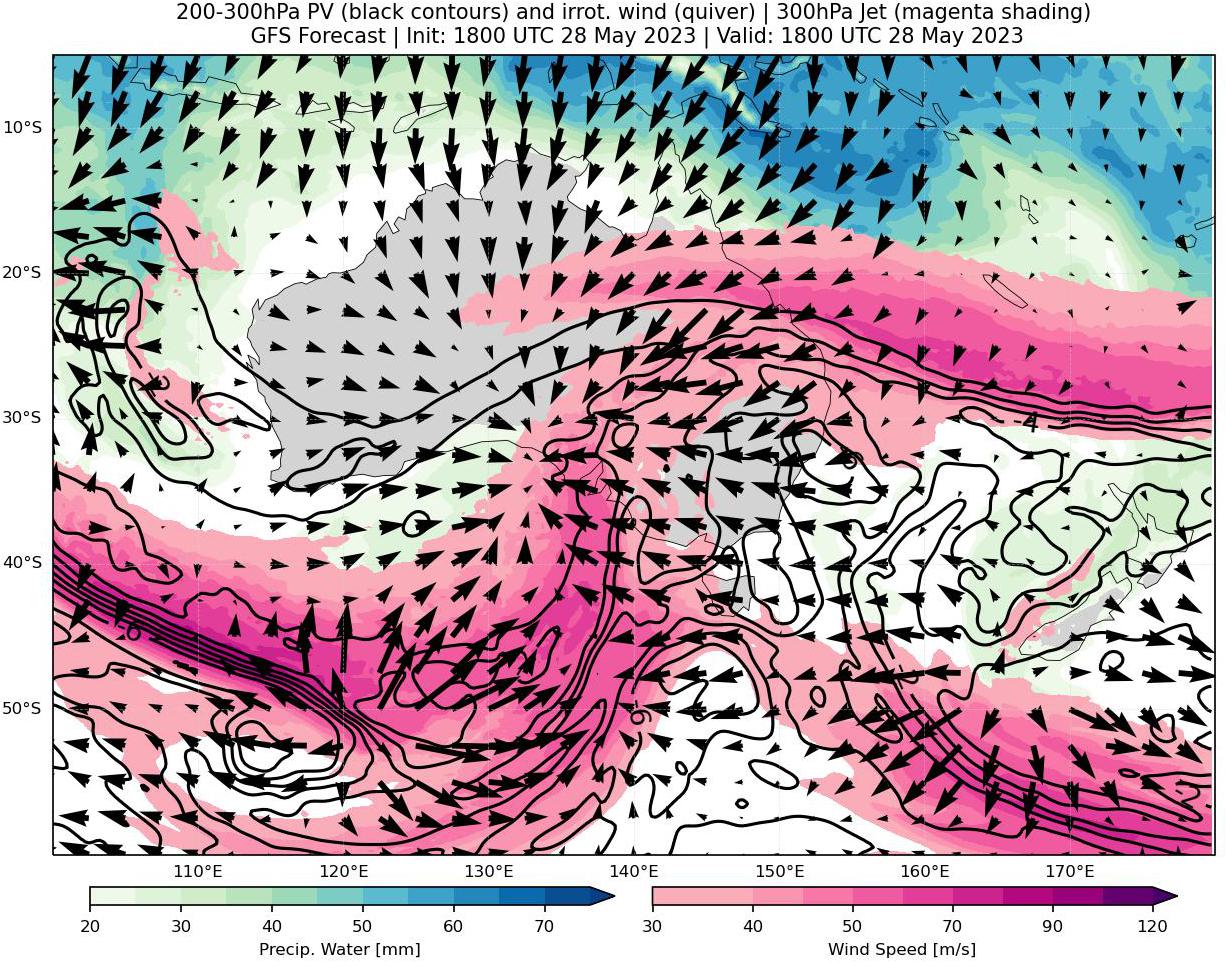 200-300hPa PV (black contours) and irrot. wind (quiver) | 300hPa Jet (magenta shading)
GFS Forecast | Init: 1800 UTC 28 May 2023 | Valid: 1800 UTC 28 May 2023
10°S
20°S
30°S
40°S
50°S
-4
-6
-6
110°E 120°E 130°E 140°E 150°E 160°E 170°E
20 30 40 50 60 70
Precip. Water [mm]
30 40 50 60 70 80 90 120
Wind Speed [m/s]